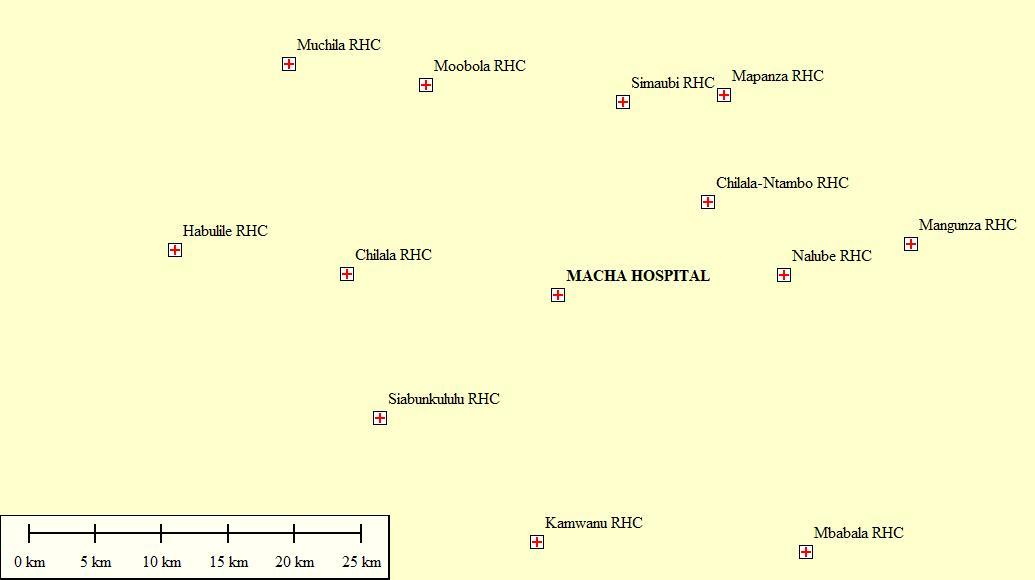 Muchila RHC
Moobola RHC
Simaubi RHC
Mapanza RHC
Chilala-Ntambo RHC
Mangunza RHC
Habulile RHC
Chilala RHC
Nalube RHC
MACHA HOSPITAL
Siabunkululu RHC
Kamwanu RHC
Mbabala RHC
0 km 5 km 10 km 15 km 20 km 25 km